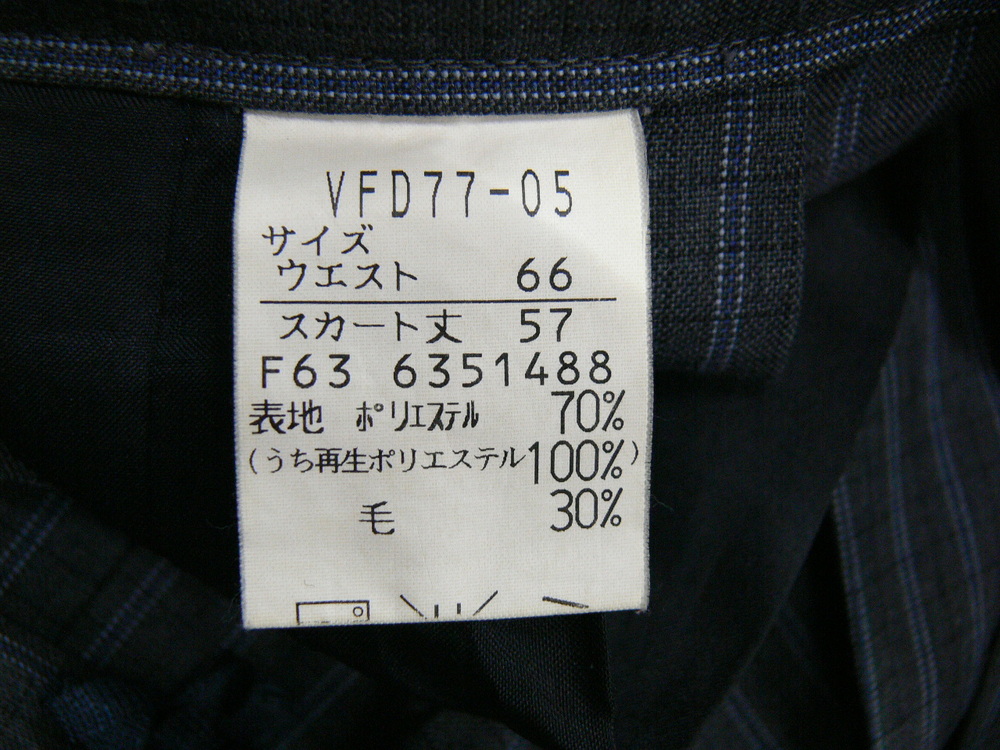 VFD77-05
サイズ
ウエスト 66
スカート丈 57
F63 6351488
表地 ポリエステル 70%
(うち再生ポリエステル100%)
毛 30%